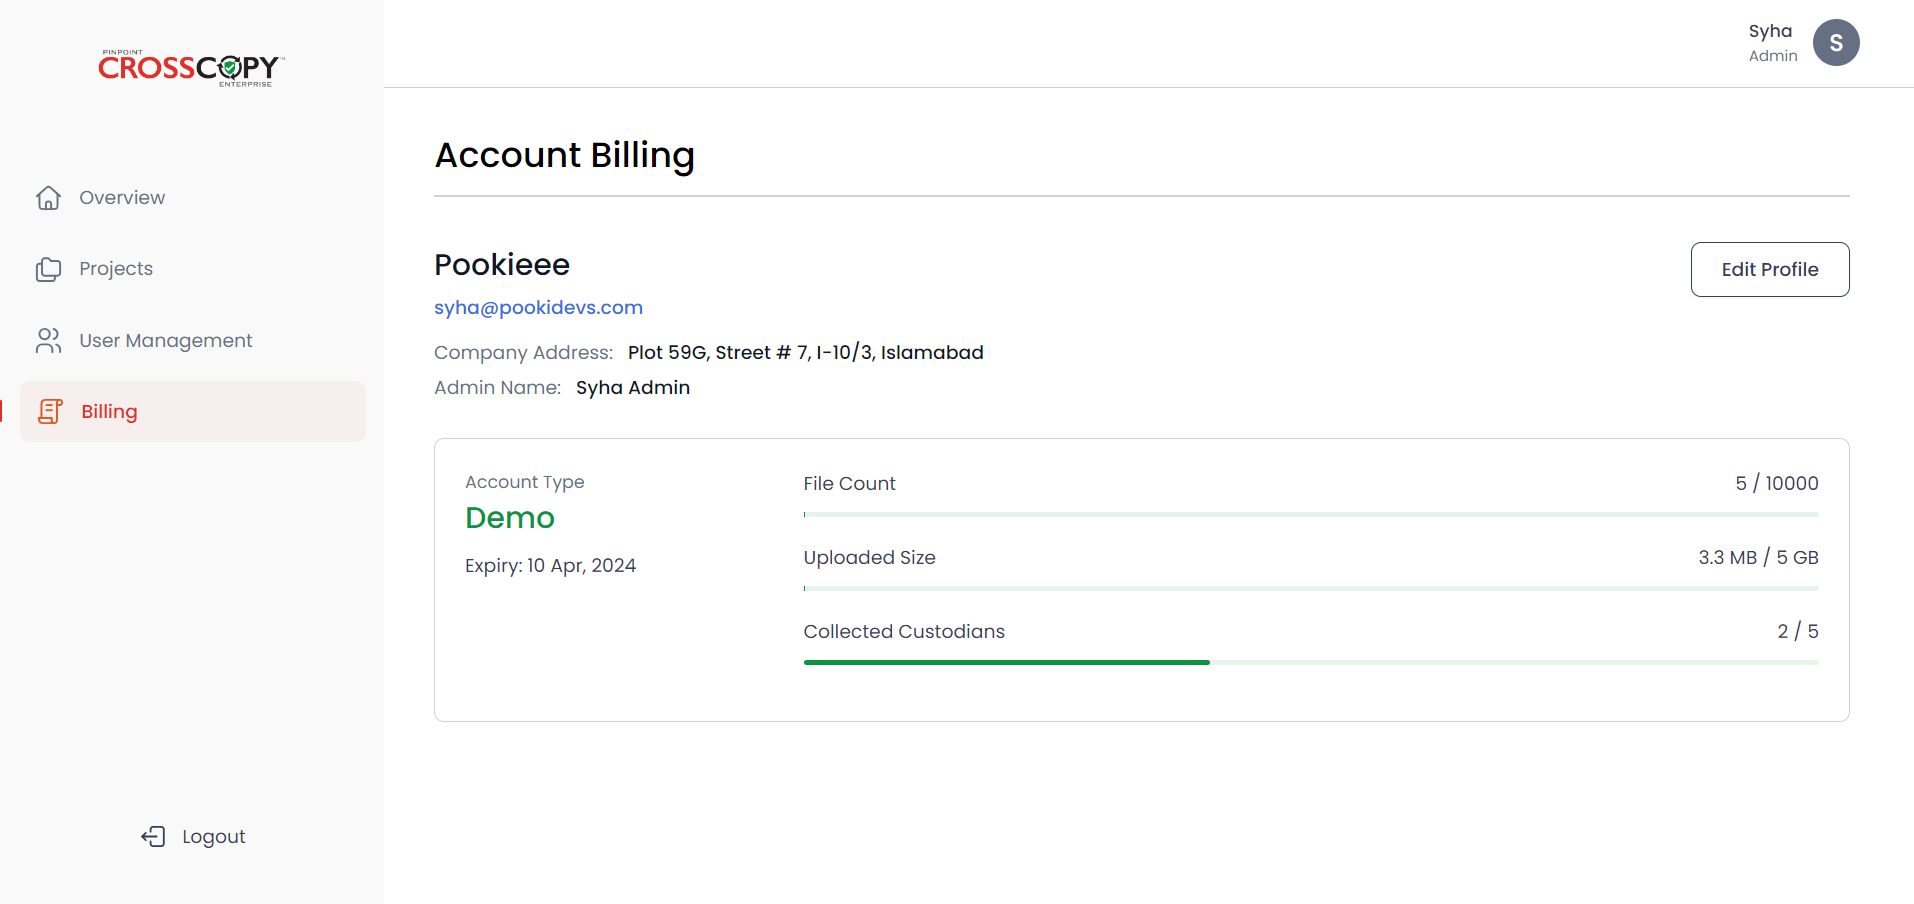 PINPOINT
CROSSCOPY™
ENTERPRISE
Overview
Projects
User Management
Billing
Logout
Syha
Admin
S
Account Billing
Pookieee
Edit Profile
syha@pookidevs.com
Company Address: Plot 59G, Street # 7, I-10/3, Islamabad
Admin Name: Syha Admin
Account Type
Demo
Expiry: 10 Apr, 2024
File Count 5 / 10000
Uploaded Size 3.3 MB / 5 GB
Collected Custodians 2 / 5